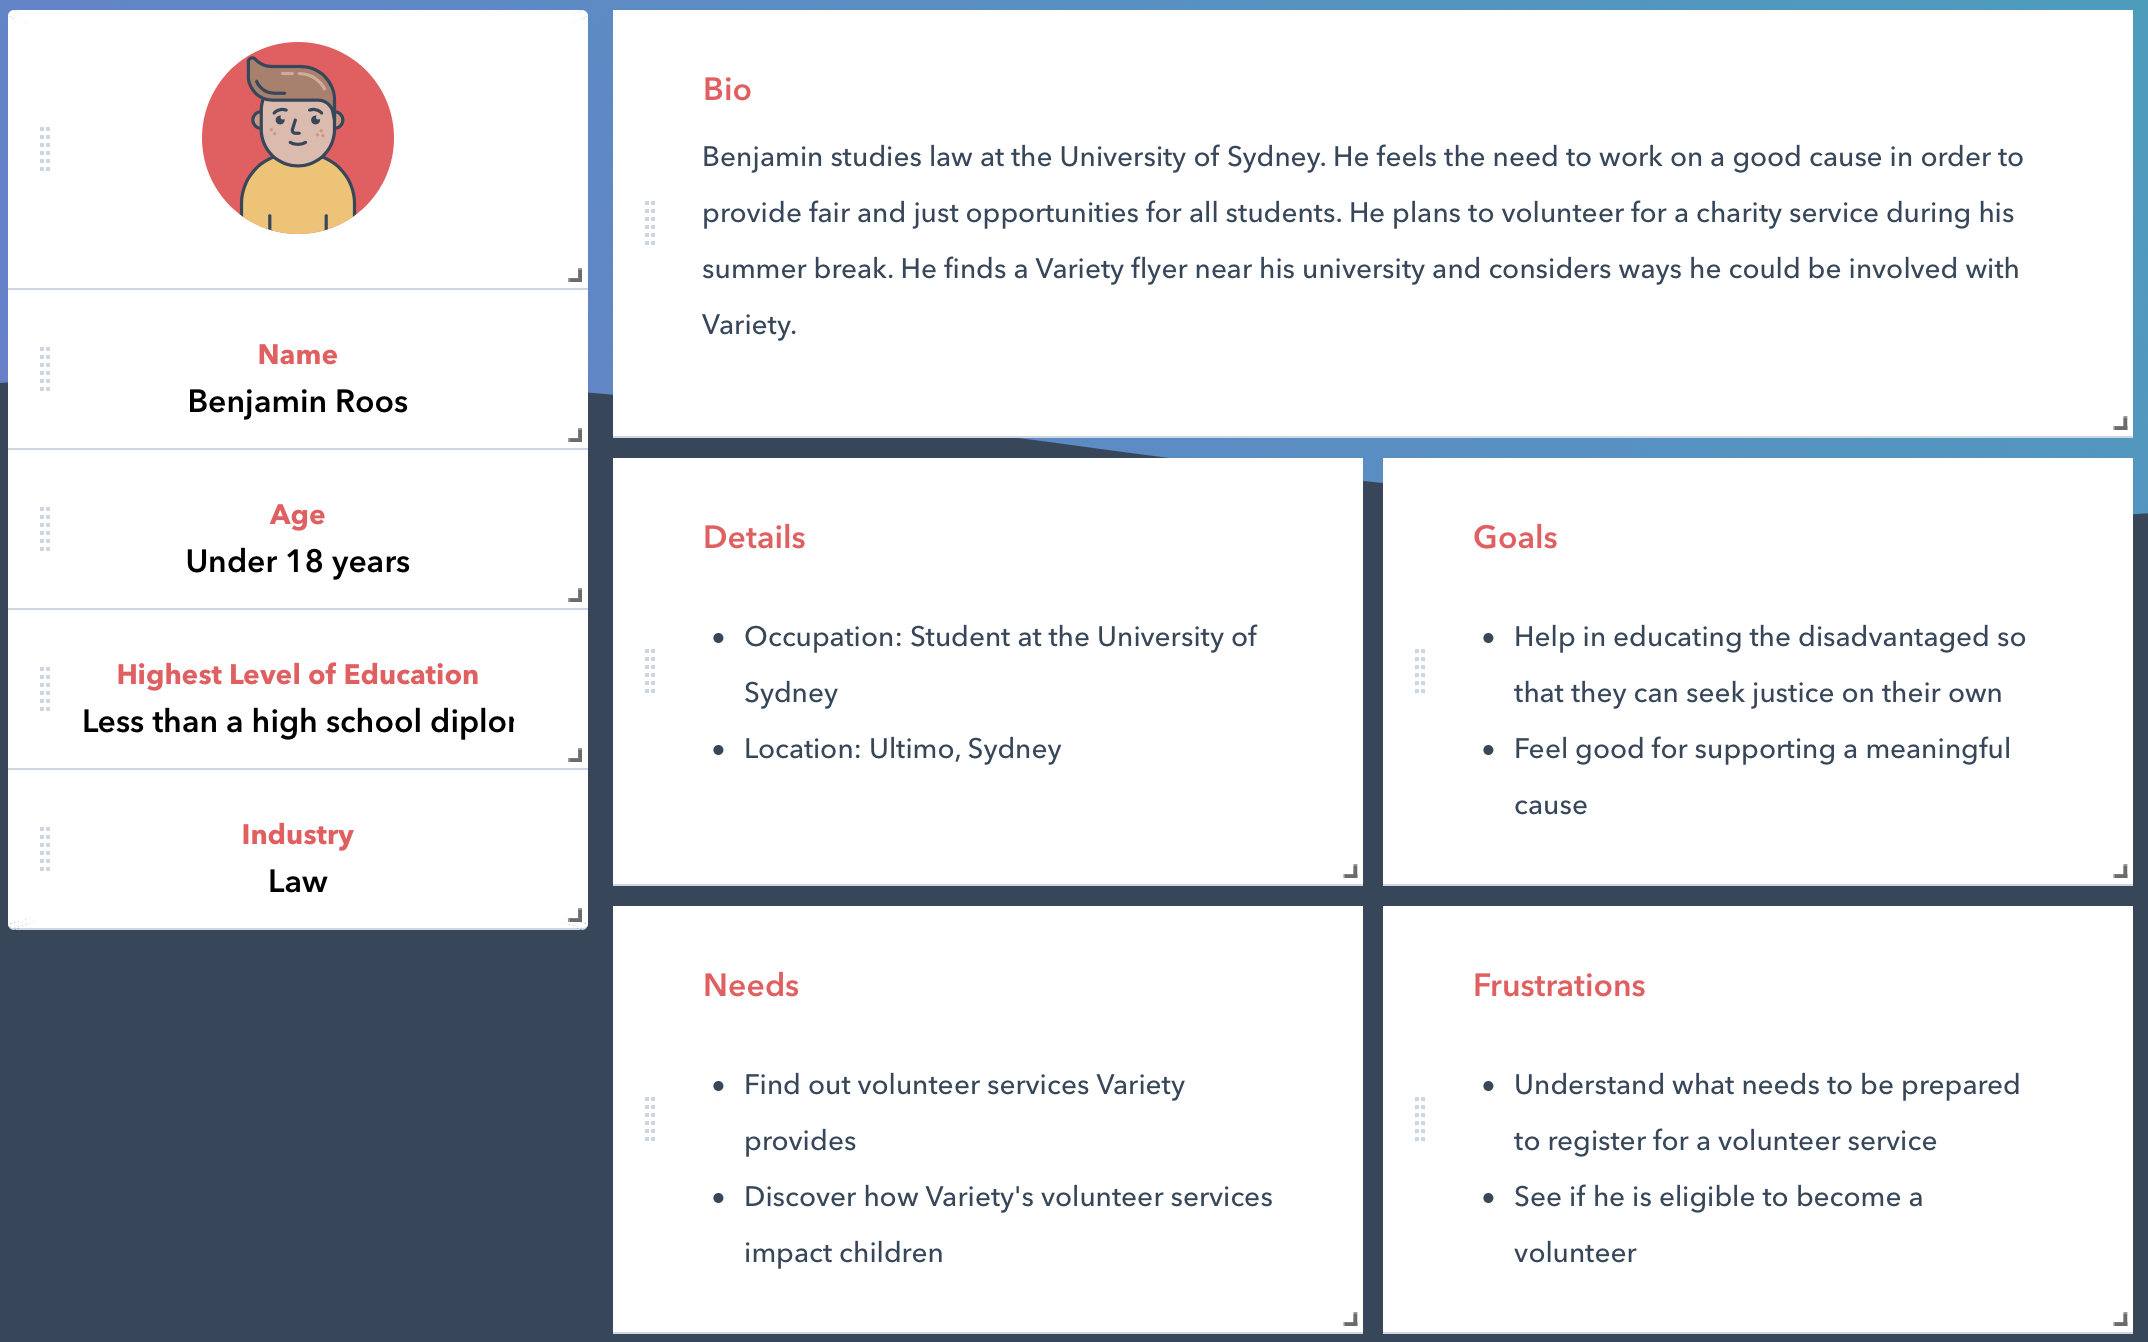 Name
Benjamin Roos
Age
Under 18 years
Highest Level of Education
Less than a high school
Industry
Law
Bio
Benjamin studies law at the University of Sydney. He feels the need to work on a good cause in order to
provide fair and just opportunities for all students. He plans to volunteer for a charity service during his
summer break. He finds a Variety flyer near his university and considers ways he could be involved with
Variety.
Details
• Occupation: Student at the University of
Sydney
• Location: Ultimo, Sydney
Goals
• Help in educating the disadvantaged so
that they can seek justice on their own
• Feel good for supporting a meaningful
cause
Needs
• Find out volunteer services Variety
provides
• Discover how Variety's volunteer services
impact children
Frustrations
• Understand what needs to be prepared
to register for a volunteer service
• See if he is eligible to become a
volunteer